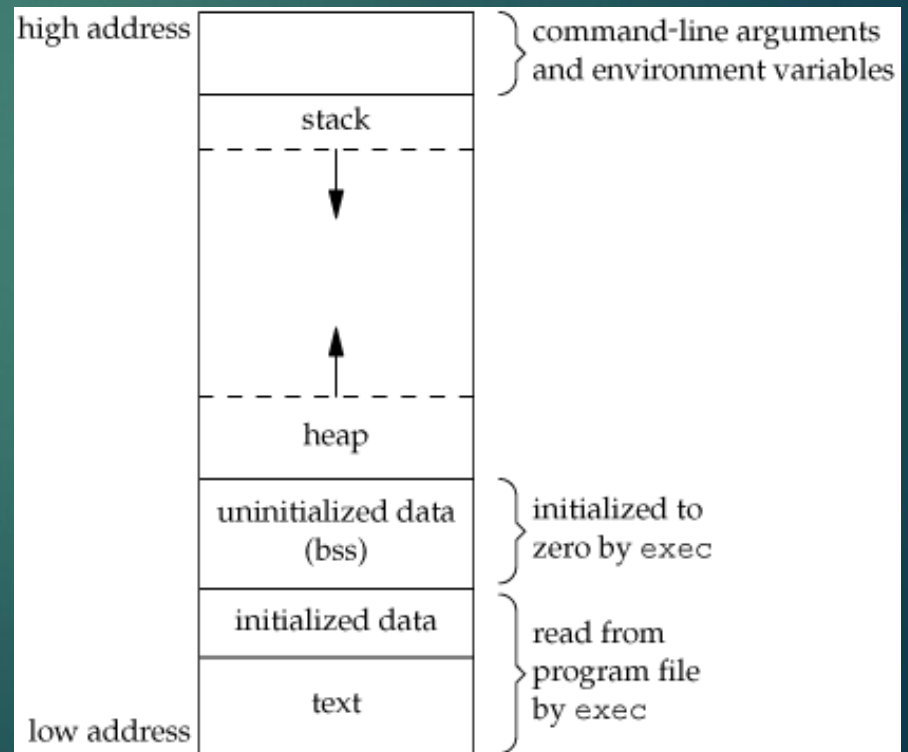 high address
command-line arguments
and environment variables
stack
heap
uninitialized data
(bss)
initialized to
zero by exec
initialized data
read from
program file
by exec
text
low address